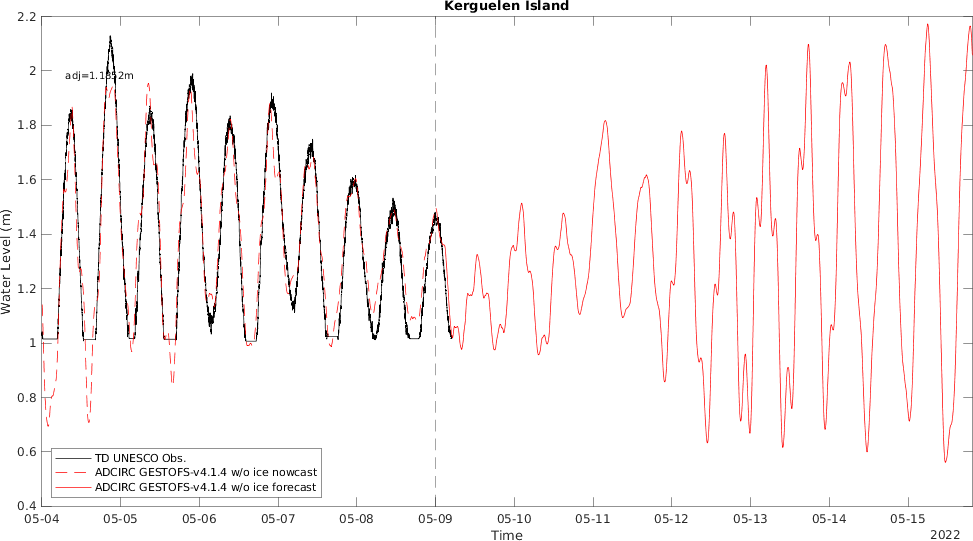 Kerguelen Island
2.2
2
1.8
1.6
1.4
1.2
1
0.8
0.6
0.4
Water Level (m)
adj=1.1352m
TD UNESCO Obs.
ADCIRC GESTOFS-v4.1.4 w/o ice nowcast
ADCIRC GESTOFS-v4.1.4 w/o ice forecast
05-04 05-05 05-06 05-07 05-08 05-09 05-10 05-11 05-12 05-13 05-14 05-15
Time
2022